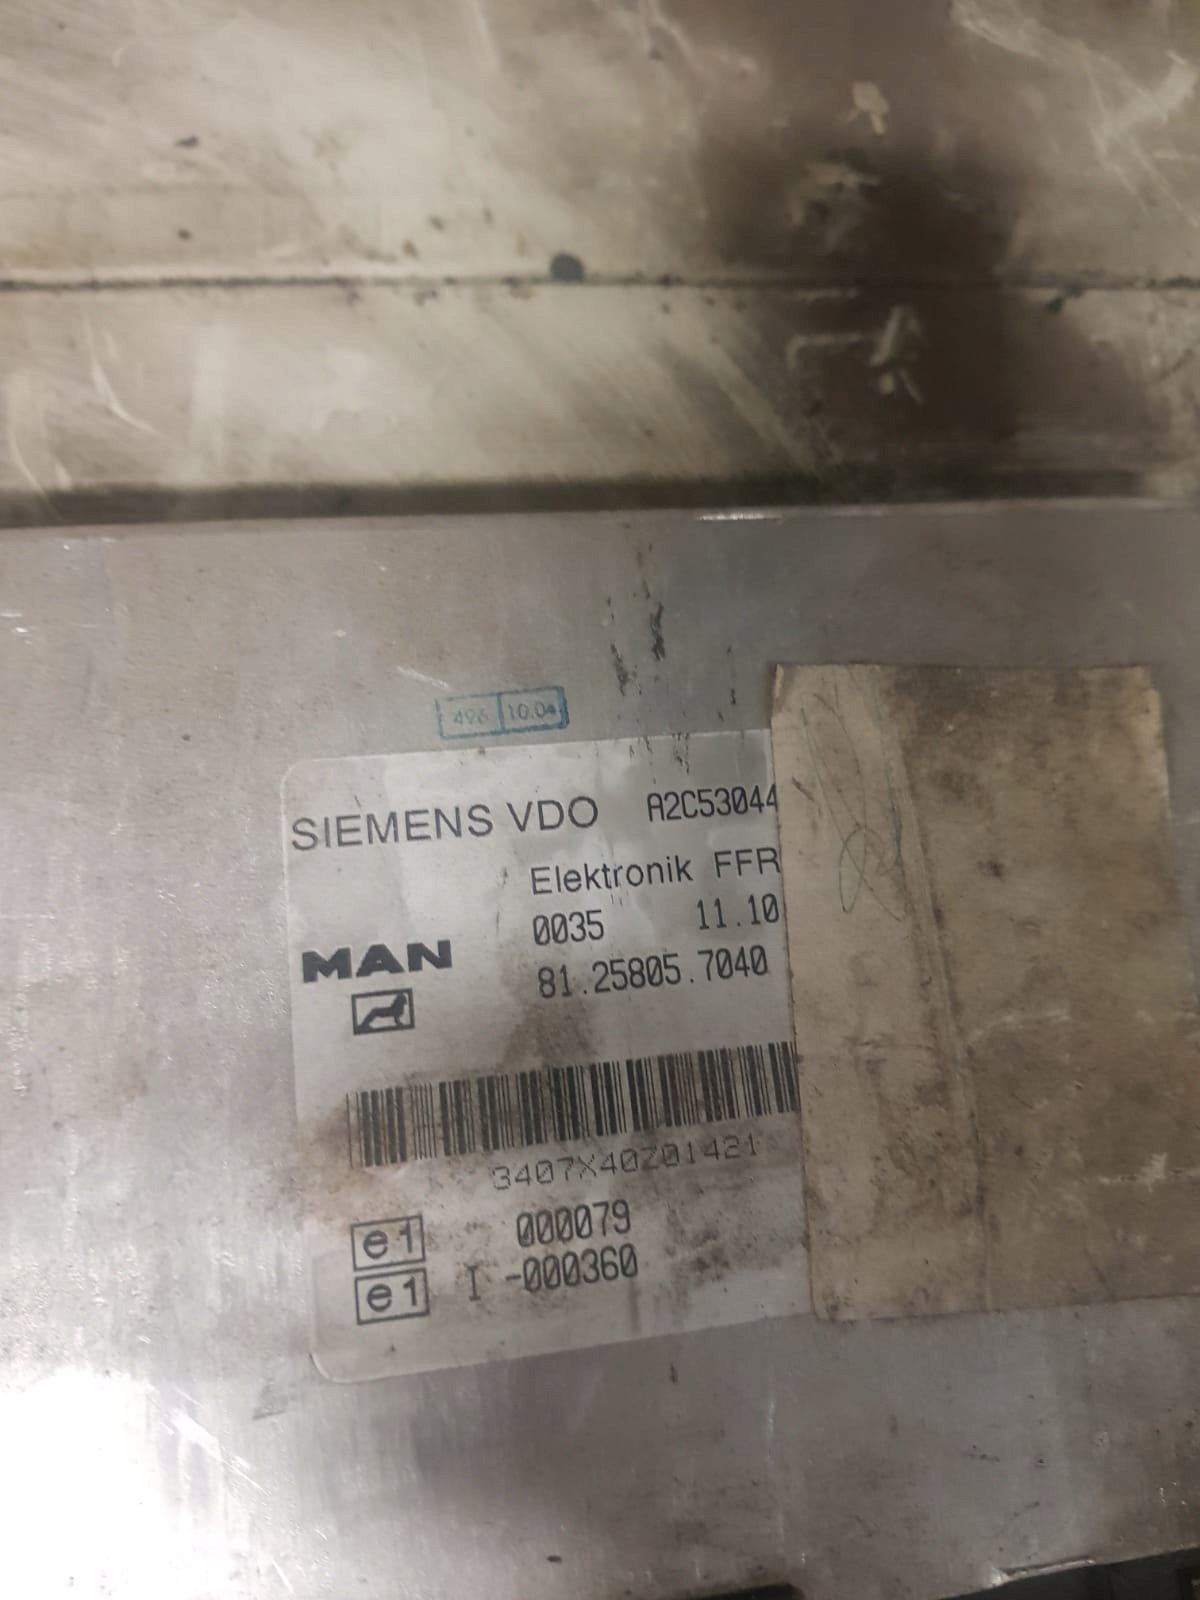 496 10.04
SIEMENS VDO A2C53044
Elektronik FFR
0035 11.10
MAN
81.25805.7040
3407X40Z01421
e1 000079
e1 I -000360